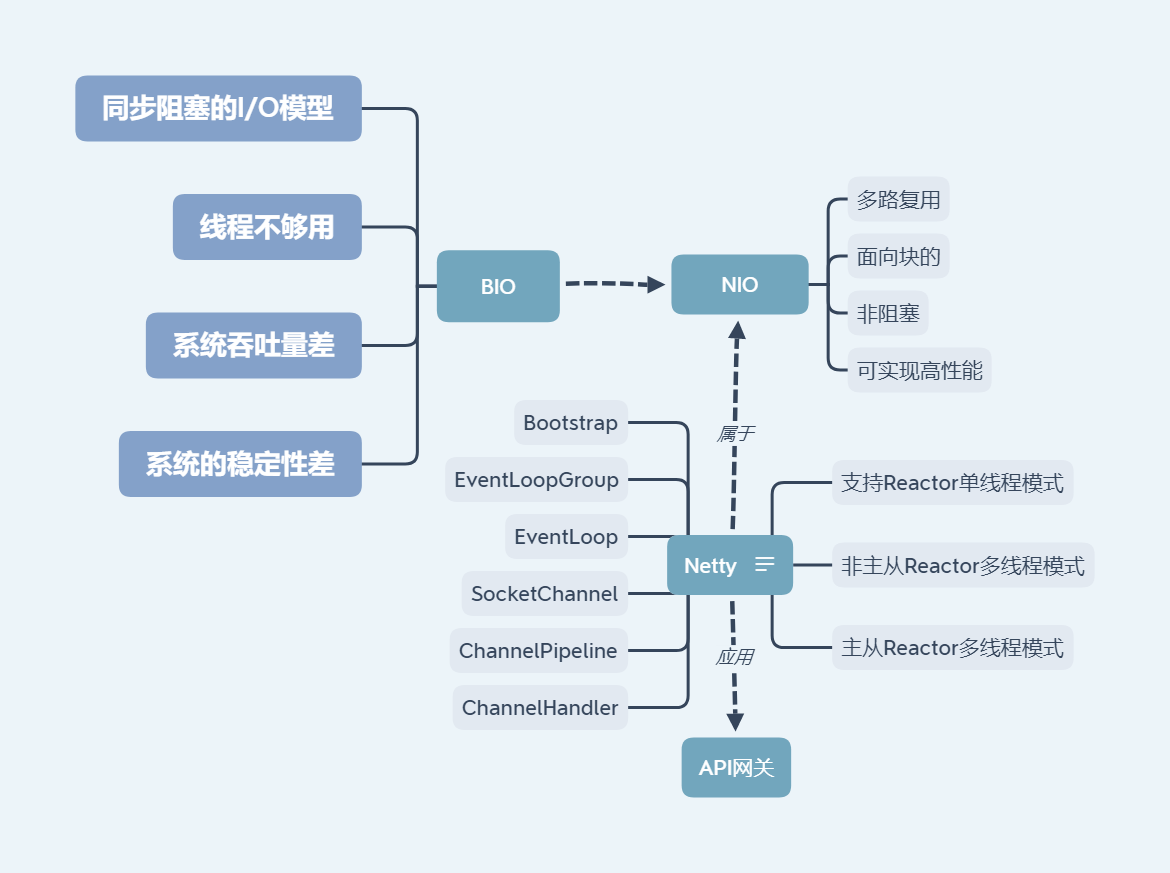 同步阻塞的I/O模型
线程不够用
系统吞吐量差
系统的稳定性差
BIO
NIO
多路复用
面向块的
非阻塞
可实现高性能
属于
Bootstrap
EventLoopGroup
EventLoop
SocketChannel
ChannelPipeline
ChannelHandler
Netty
支持Reactor单线程模式
非主从Reactor多线程模式
主从Reactor多线程模式
应用
API网关